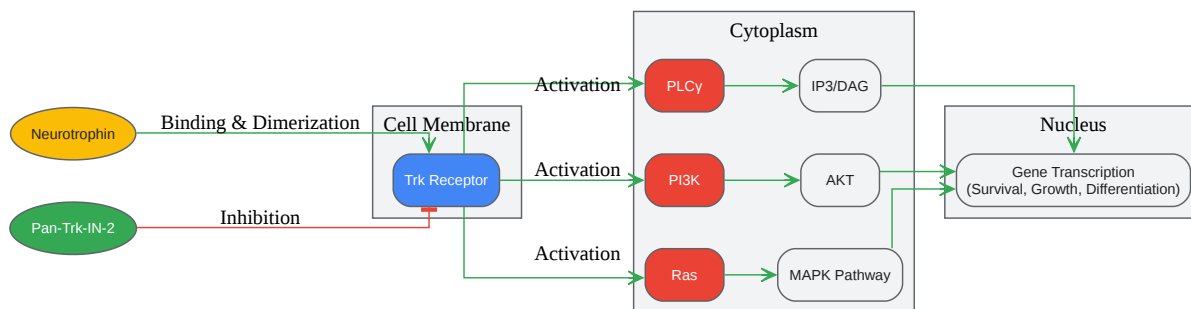 Cytoplasm
Activation
PLCγ
IP3/DAG
Neurotrophin
Binding & Dimerization
Cell Membrane
Nucleus
Trk Receptor
Activation
PI3K
AKT
Gene Transcription
(Survival, Growth, Differentiation)
Pan-Trk-IN-2
Inhibition
Activation
Ras
MAPK Pathway